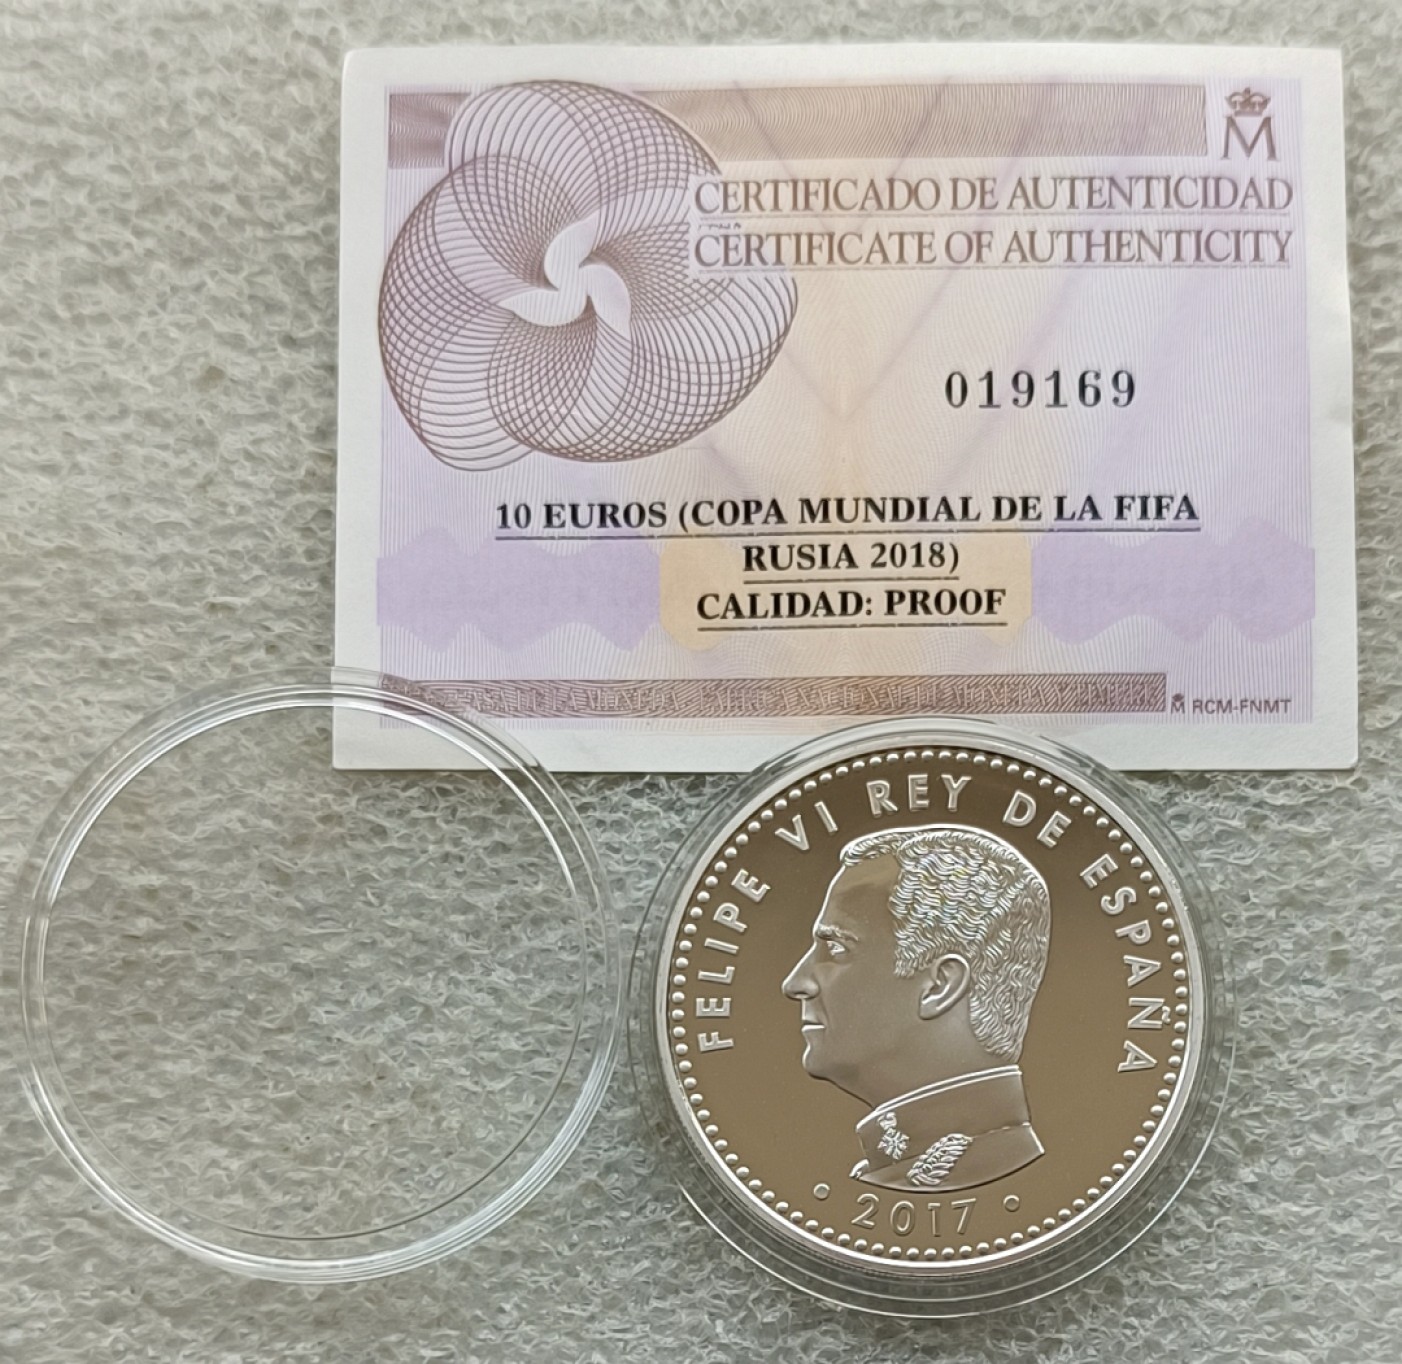 M
CERTIFICADO DE AUTENTICIDAD
CERTIFICATE OF AUTHENTICITY
019169
10 EUROS (COPA MUNDIAL DE LA FIFA
RUSIA 2018)
CALIDAD: PROOF
M RCM-FNMT
FELIPE VI REY DE ESPAÑA
• 2017 •